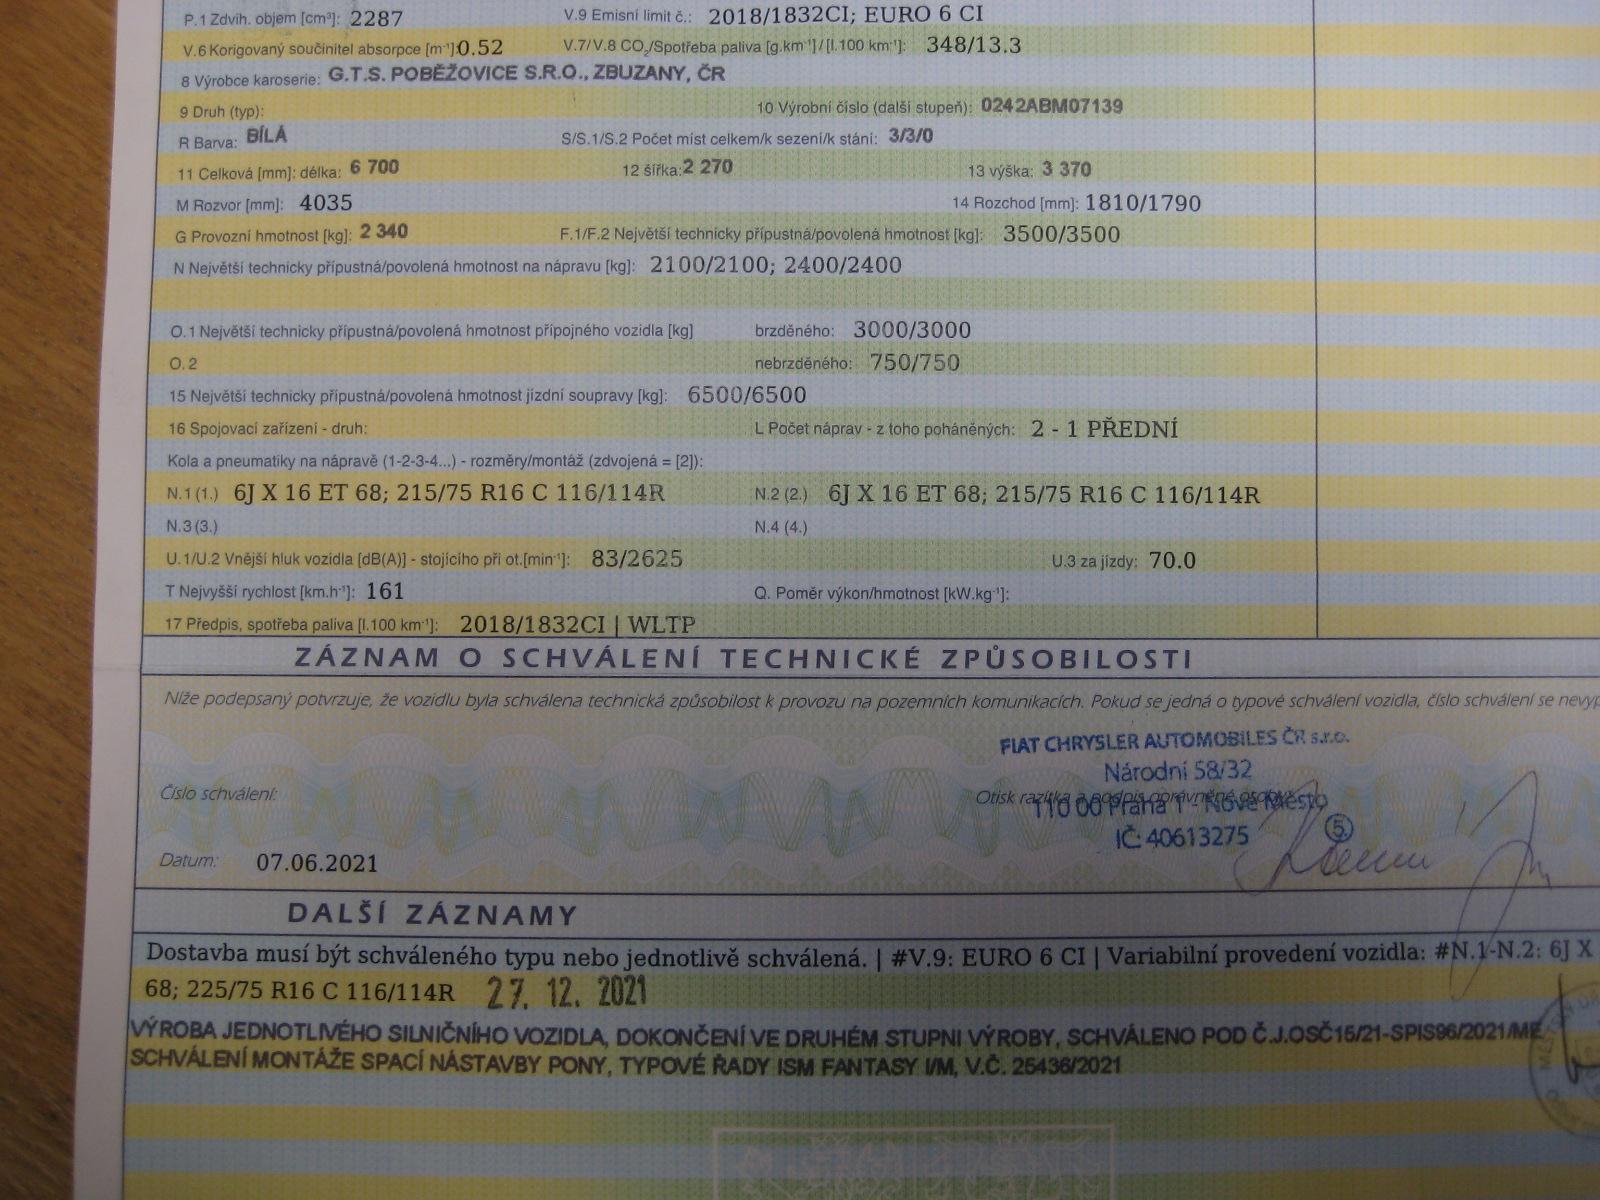 P.1 Zdvih. objem [cm³]: 2287 V.9 Emisní limit č.: 2018/1832CI; EURO 6 CI
V.6 Korigovaný součinitel absorpce [m⁻¹]: 0.52 V.7/V.8 CO₂/Spotřeba paliva [g.km⁻¹] / [l.100 km⁻¹]: 348/13.3
8 Výrobce karoserie: G.T.S. POBĚŽOVICE S.R.O., ZBUZANY, ČR
9 Druh (typ): 10 Výrobní číslo (další stupeň): 0242ABM07139
R Barva: BÍLÁ S/S.1/S.2 Počet míst celkem/k sezení/k stání: 3/3/0
11 Celková [mm]: délka: 6 700 12 šířka: 2 270 13 výška: 3 370
M Rozvor [mm]: 4035 14 Rozchod [mm]: 1810/1790
G Provozní hmotnost [kg]: 2 340 F.1/F.2 Největší technicky přípustná/povolená hmotnost [kg]: 3500/3500
N Největší technicky přípustná/povolená hmotnost na nápravu [kg]: 2100/2100; 2400/2400
O.1 Největší technicky přípustná/povolená hmotnost přípojného vozidla [kg] brzděného: 3000/3000
O.2 nebrzděného: 750/750
15 Největší technicky přípustná/povolená hmotnost jízdní soupravy [kg]: 6500/6500
16 Spojovací zařízení - druh: L Počet náprav - z toho poháněných: 2 - 1 PŘEDNÍ
Kola a pneumatiky na nápravě (1-2-3-4...) - rozměry/montáž (zdvojená = [2]):
N.1 (1.) 6J X 16 ET 68; 215/75 R16 C 116/114R N.2 (2.) 6J X 16 ET 68; 215/75 R16 C 116/114R
N.3 (3.) N.4 (4.)
U.1/U.2 Vnější hluk vozidla [dB(A)] - stojícího při ot.[min⁻¹]: 83/2625 U.3 za jízdy: 70.0
T Nejvyšší rychlost [km.h⁻¹]: 161 Q. Poměr výkon/hmotnost [kW.kg⁻¹]:
17 Předpis, spotřeba paliva [l.100 km⁻¹]: 2018/1832CI | WLTP
ZÁZNAM O SCHVÁLENÍ TECHNICKÉ ZPŮSOBILOSTI
Níže podepsaný potvrzuje, že vozidlu byla schválena technická způsobilost k provozu na pozemních komunikacích. Pokud se jedná o typové schválení vozidla, číslo schválení se nevyp
FIAT CHRYSLER AUTOMOBILES ČR s.r.o.
Národní 58/32
Číslo schválení: Otisk razítka a podpis oprávněné osoby:
110 00 Praha 1 - Nové Město
IČ: 40613275 5.
Datum: 07.06.2021
DALŠÍ ZÁZNAMY
Dostavba musí být schváleného typu nebo jednotlivě schválená. | #V.9: EURO 6 CI | Variabilní provedení vozidla: #N.1-N.2: 6J X
68; 225/75 R16 C 116/114R 27. 12. 2021
VÝROBA JEDNOTLIVÉHO SILNIČNÍHO VOZIDLA, DOKONČENÍ VE DRUHÉM STUPNI VÝROBY, SCHVÁLENO POD Č.J.OSČ15/21-SPIS96/2021/ME
SCHVÁLENÍ MONTÁŽE SPACÍ NÁSTAVBY PONY, TYPOVÉ ŘADY ISM FANTASY I/M, V.Č. 25436/2021